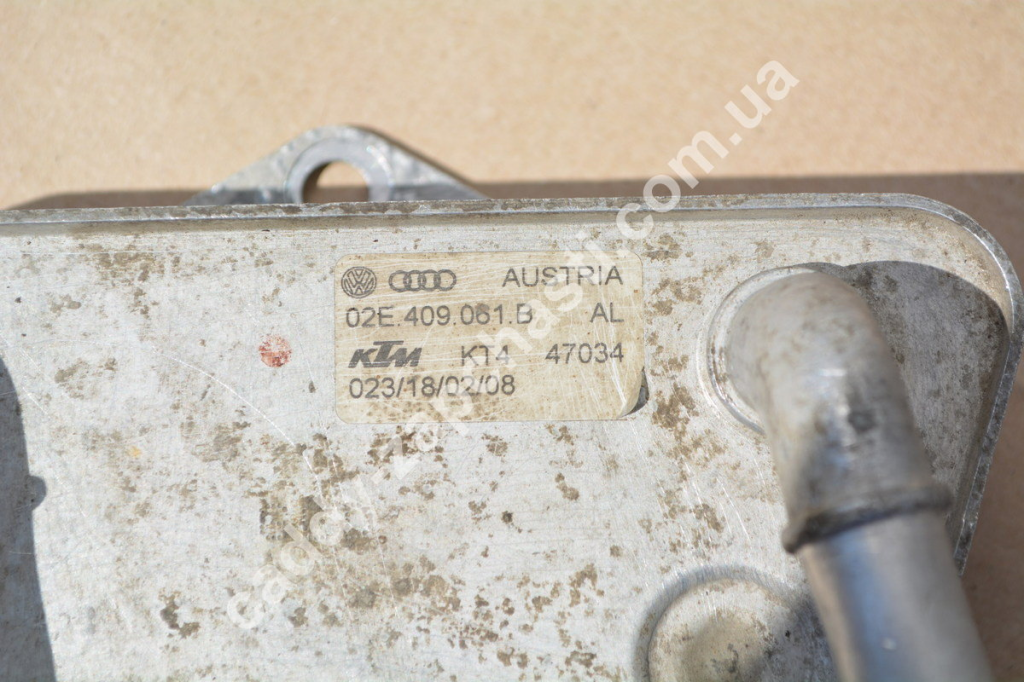 AUSTRIA
02E.409.061.B AL
KTM KT4 47034
023/18/02/08